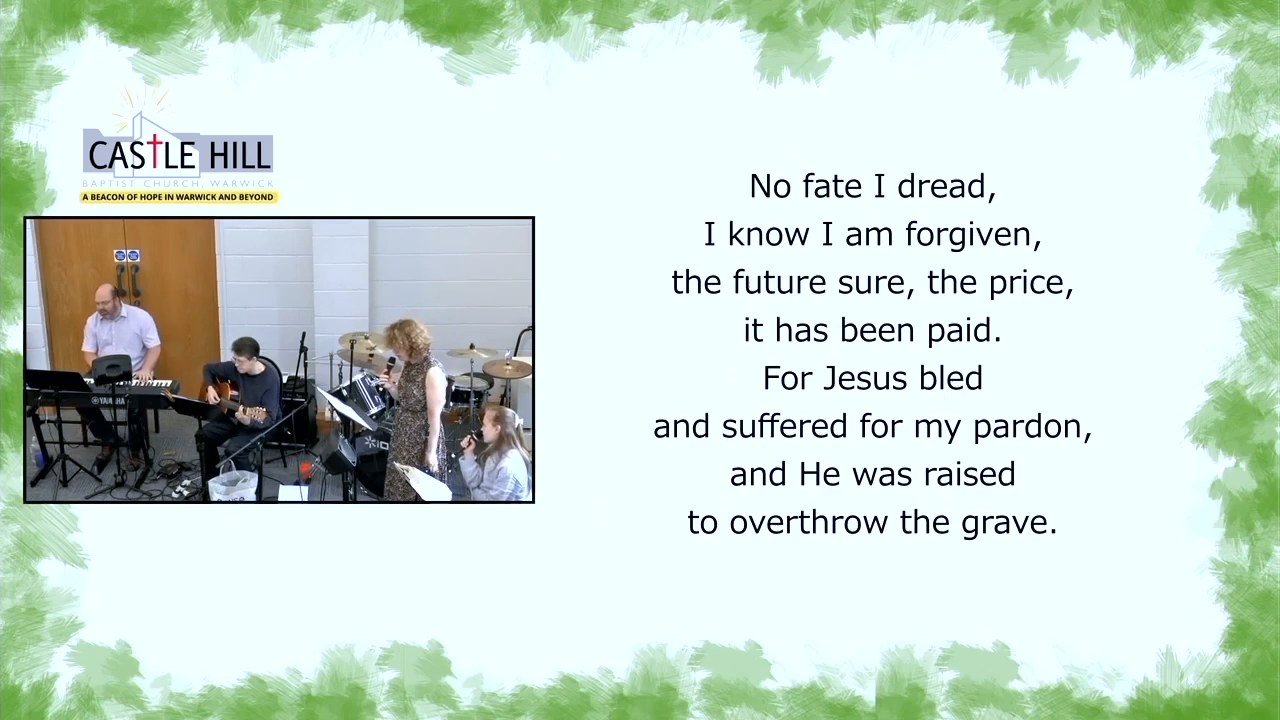 CASTLE HILL
BAPTIST CHURCH, WARWICK
A BEACON OF HOPE IN WARWICK AND BEYOND
YAMAHA
No fate I dread,
I know I am forgiven,
the future sure, the price,
it has been paid.
For Jesus bled
and suffered for my pardon,
and He was raised
to overthrow the grave.